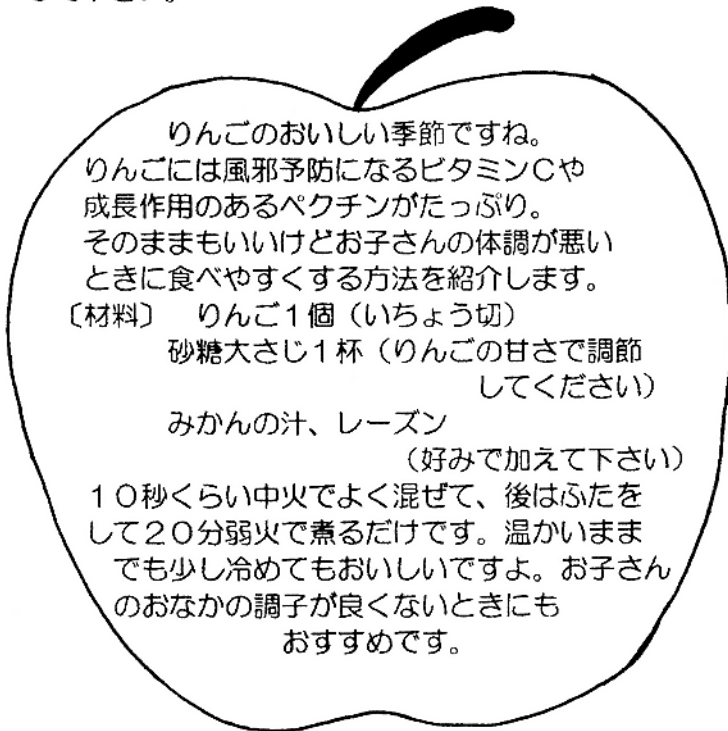 りんごのおいしい季節ですね。
りんごには風邪予防になるビタミンCや
成長作用のあるペクチンがたっぷり。
そのままもいいけどお子さんの体調が悪い
ときに食べやすくする方法を紹介します。
〔材料〕　りんご1個（いちょう切）
砂糖大さじ1杯（りんごの甘さで調節
してください）
みかんの汁、レーズン
（好みで加えて下さい）
10秒くらい中火でよく混ぜて、後はふたを
して20分弱火で煮るだけです。温かいまま
でも少し冷めてもおいしいですよ。お子さん
のおなかの調子が良くないときにも
おすすめです。